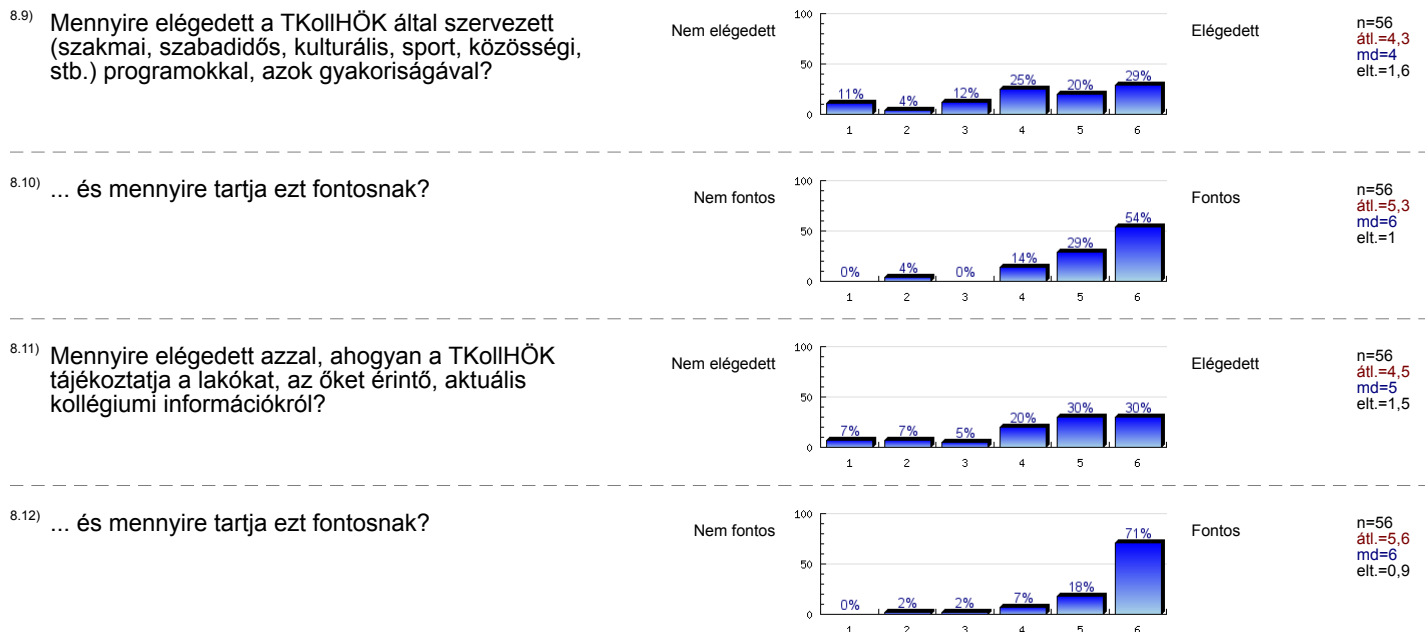 8.9) Mennyire elégedett a TKollHÖK által szervezett
(szakmai, szabadidős, kulturális, sport, közösségi,
stb.) programokkal, azok gyakoriságával?
Nem elégedett
100
50
0
11%
4%
12%
25%
20%
29%
1 2 3 4 5 6
Elégedett
n=56
átl.=4,3
md=4
elt.=1,6
8.10) ... és mennyire tartja ezt fontosnak?
Nem fontos
100
50
0
0%
4%
0%
14%
29%
54%
1 2 3 4 5 6
Fontos
n=56
átl.=5,3
md=6
elt.=1
8.11) Mennyire elégedett azzal, ahogyan a TKollHÖK
tájékoztatja a lakókat, az őket érintő, aktuális
kollégiumi információkról?
Nem elégedett
100
50
0
7%
7%
5%
20%
30%
30%
1 2 3 4 5 6
Elégedett
n=56
átl.=4,5
md=5
elt.=1,5
8.12) ... és mennyire tartja ezt fontosnak?
Nem fontos
100
50
0
0%
2%
2%
7%
18%
71%
1 2 3 4 5 6
Fontos
n=56
átl.=5,6
md=6
elt.=0,9